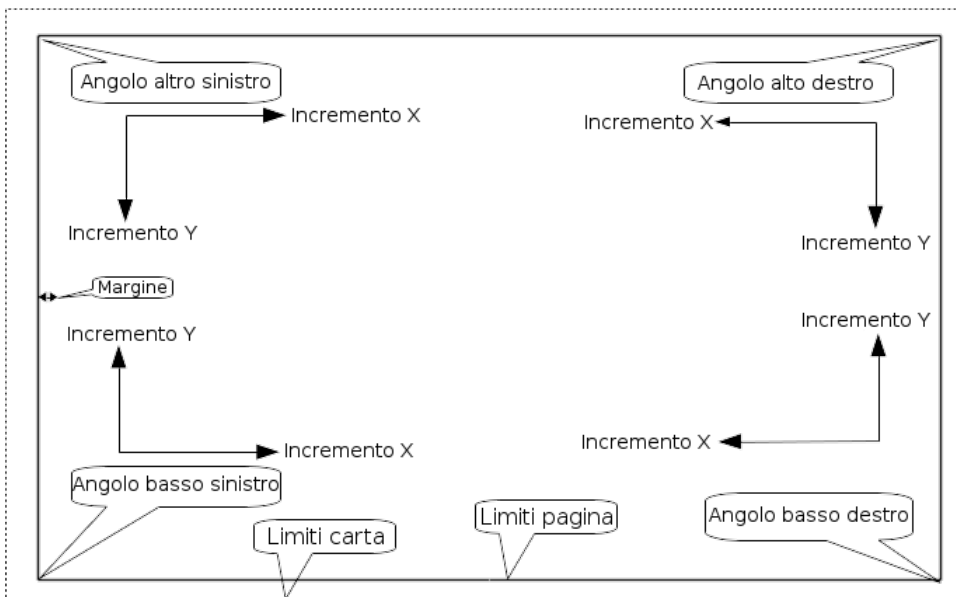 Angolo altro sinistro
Angolo alto destro
Incremento X
Incremento X
Incremento Y
Incremento Y
Margine
Incremento Y
Incremento Y
Incremento X
Incremento X
Angolo basso sinistro
Limiti carta
Limiti pagina
Angolo basso destro